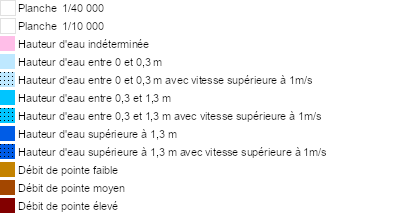 Planche 1/40 000
Planche 1/10 000
Hauteur d'eau indéterminée
Hauteur d'eau entre 0 et 0,3 m
Hauteur d'eau entre 0 et 0,3 m avec vitesse supérieure à 1m/s
Hauteur d'eau entre 0,3 et 1,3 m
Hauteur d'eau entre 0,3 et 1,3 m avec vitesse supérieure à 1m/s
Hauteur d'eau supérieure à 1,3 m
Hauteur d'eau supérieure à 1,3 m avec vitesse supérieure à 1m/s
Débit de pointe faible
Débit de pointe moyen
Débit de pointe élevé